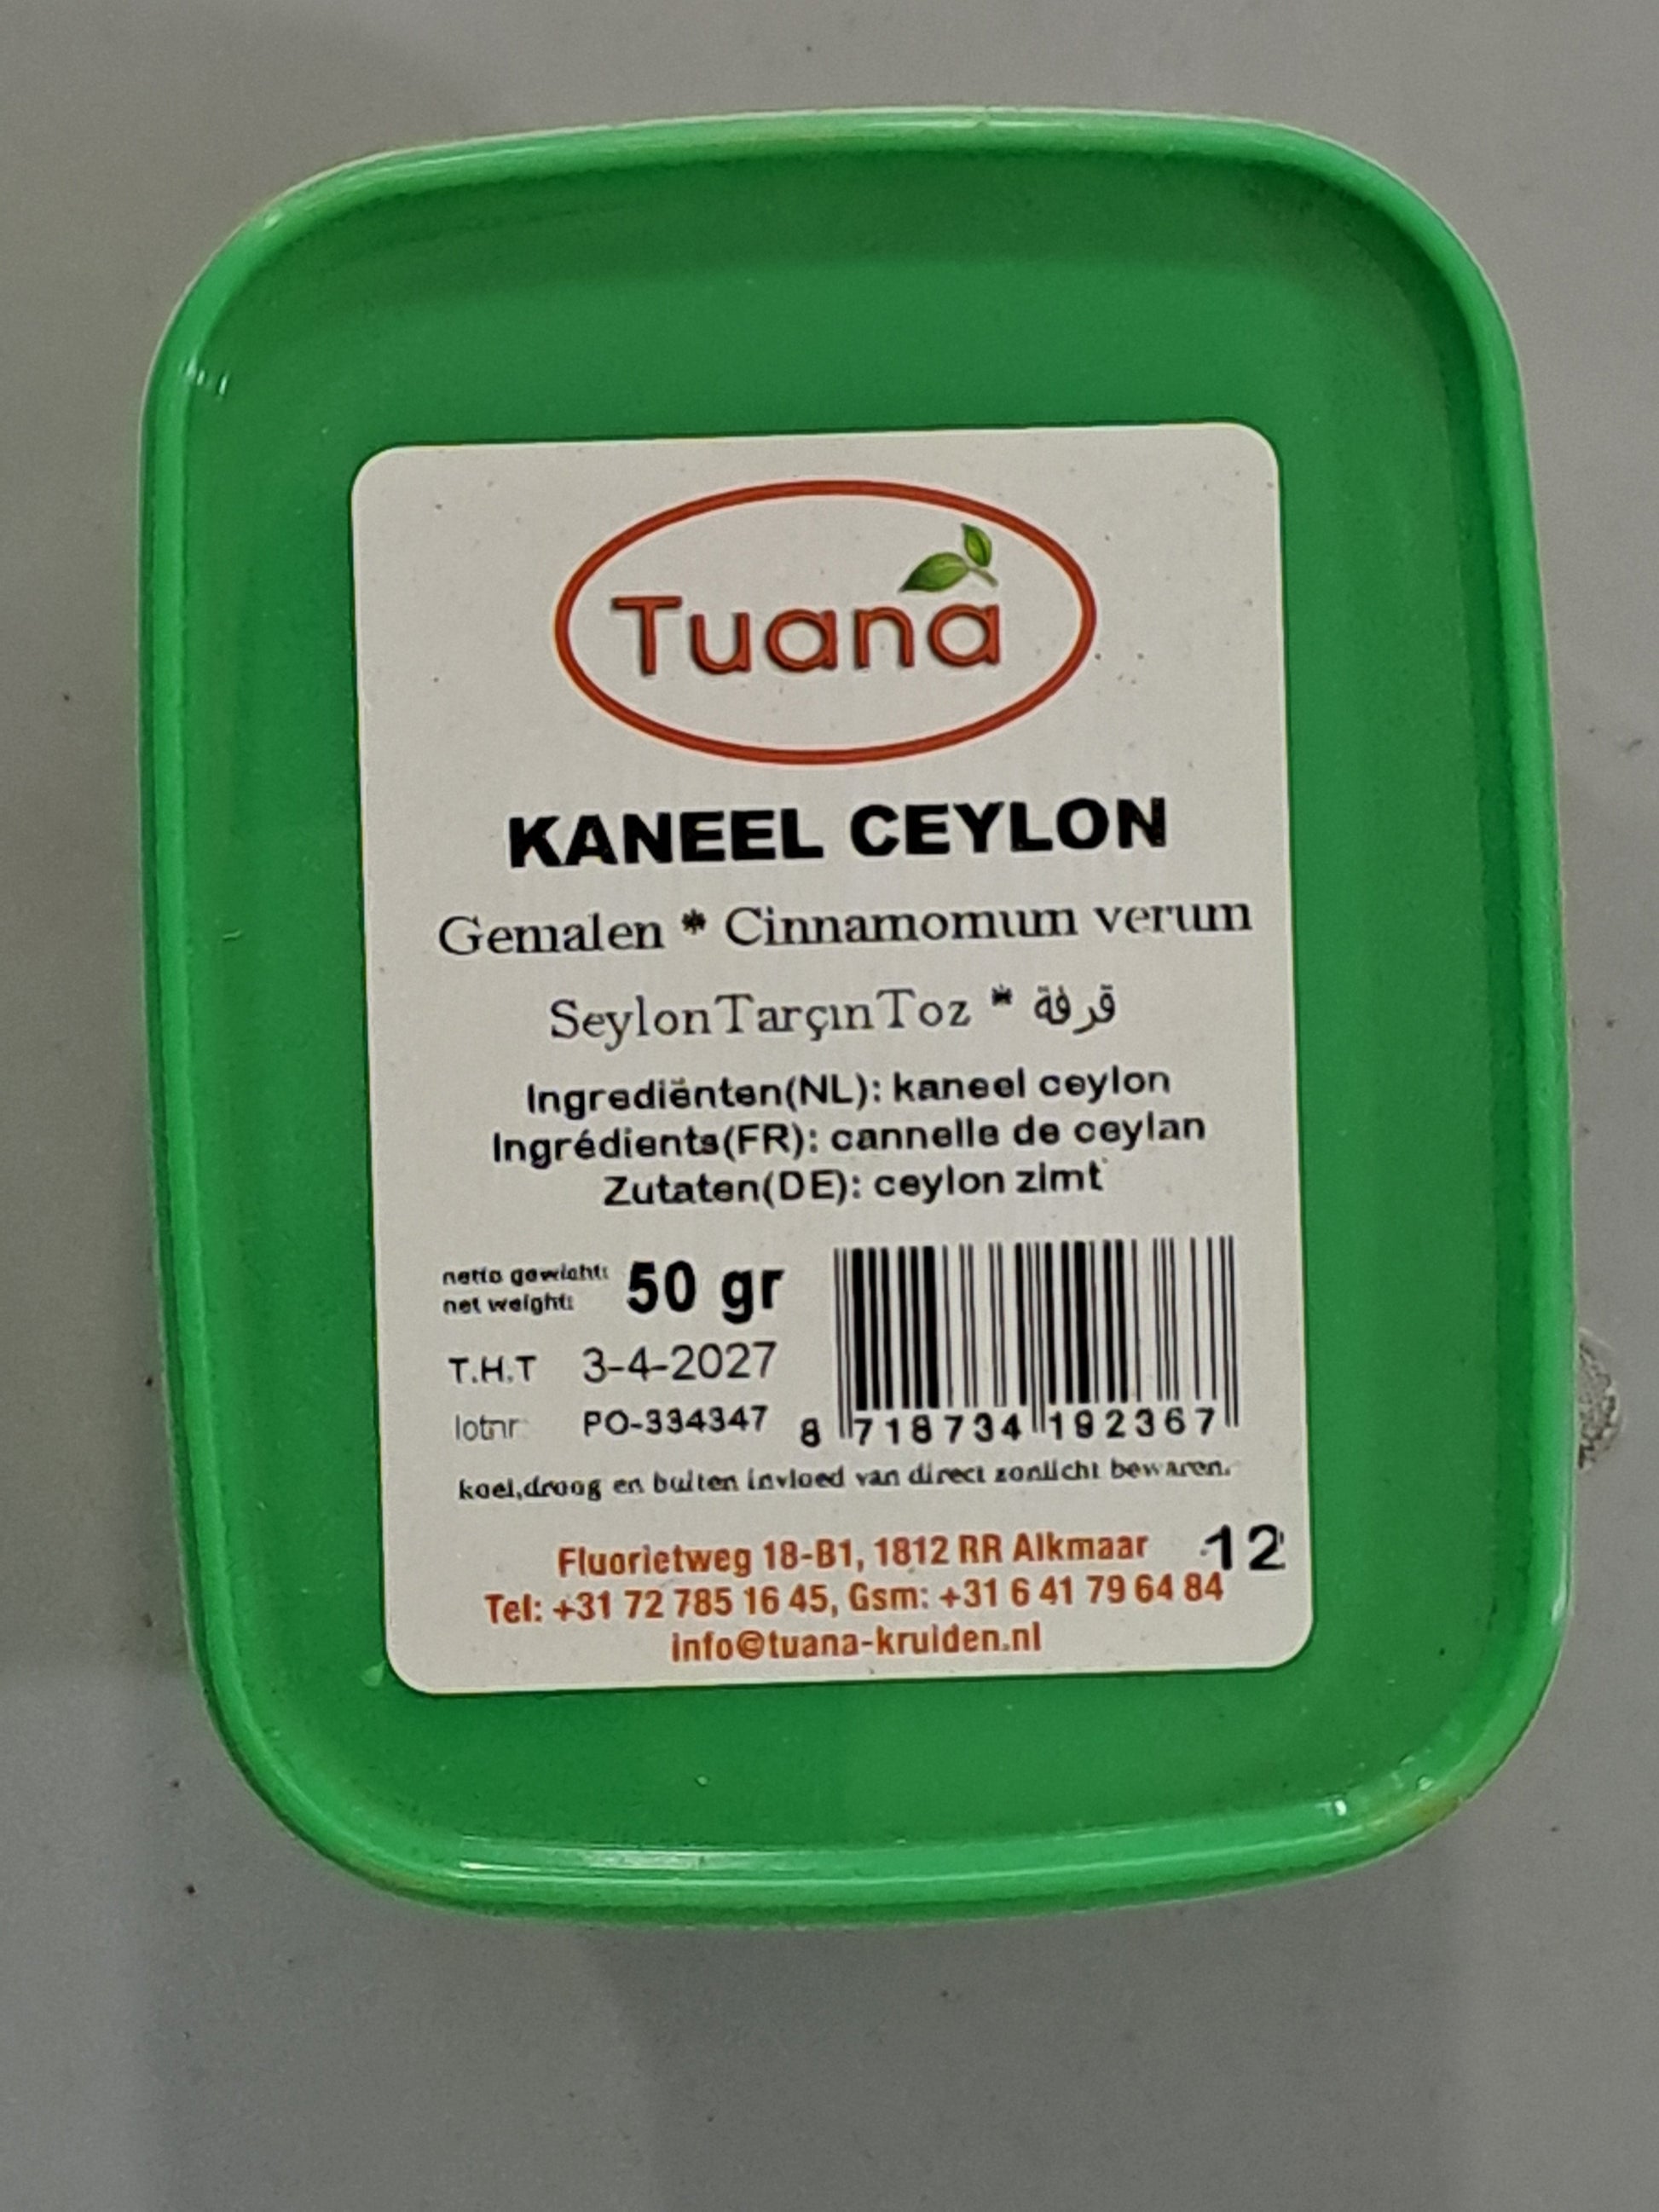 Tuana
KANEEL CEYLON
Gemalen * Cinnamomum verum
SeylonTarçınToz * قرفة
Ingrediënten(NL): kaneel ceylon
Ingrédients(FR): cannelle de ceylan
Zutaten(DE): ceylon zimt
netto gewicht:
net weight: 50 gr
T.H.T 3-4-2027
lotnr: PO-334347
8 718734 192367
koel,droog en buiten invloed van direct zonlicht bewaren.
12
Fluorietweg 18-B1, 1812 RR Alkmaar
Tel: +31 72 785 16 45, Gsm: +31 6 41 79 64 84
info@tuana-kruiden.nl